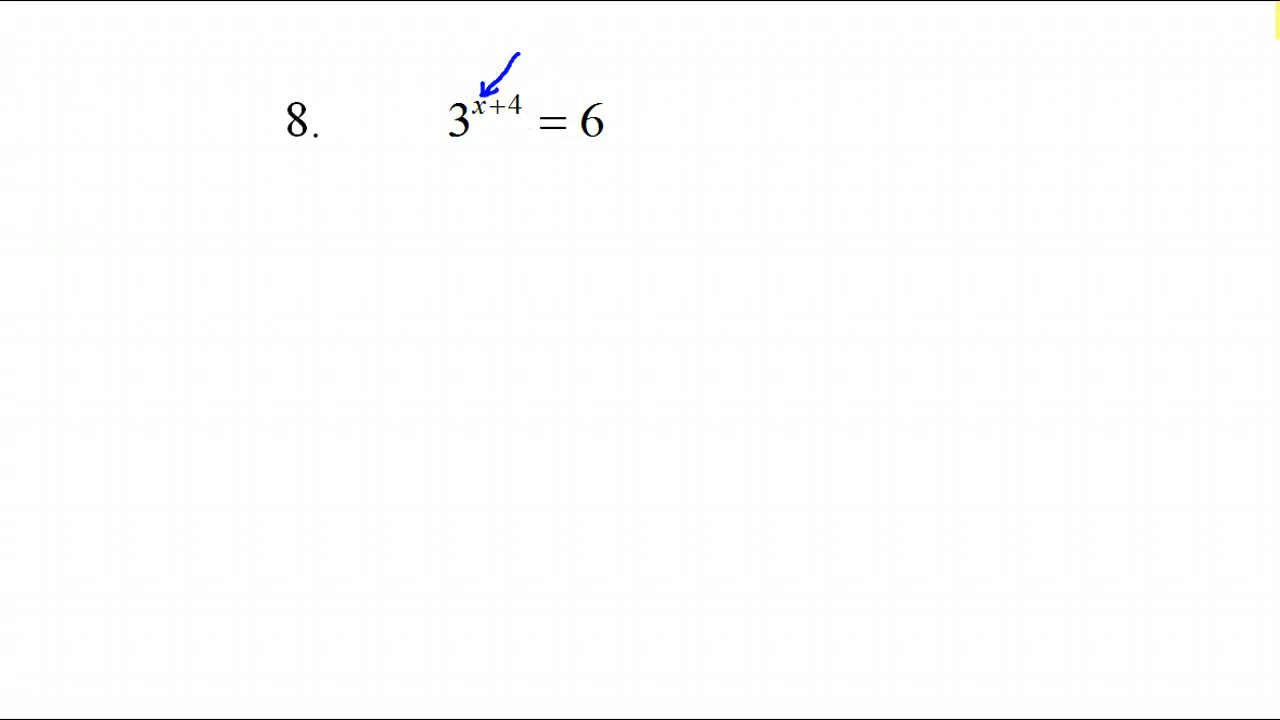 8. 3^{x+4} = 6